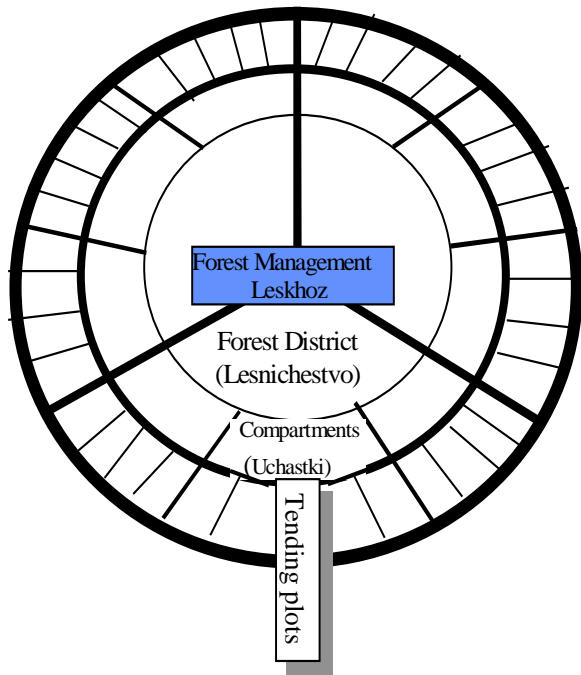 Forest Management
Leskhoz
Forest District
(Lesnichestvo)
Compartments
(Uchastki)
Tending plots